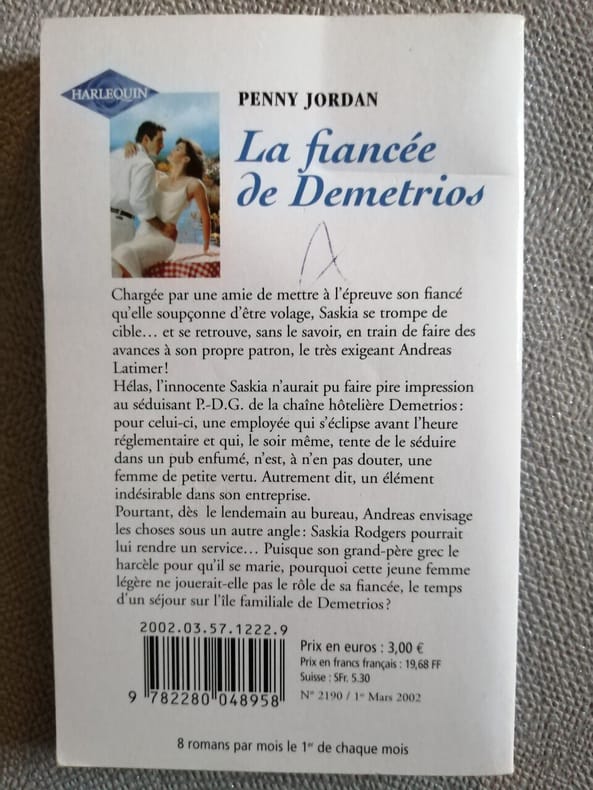 HARLEQUIN
PENNY JORDAN
La fiancée
de Demetrios
A
Chargée par une amie de mettre à l'épreuve son fiancé
qu'elle soupçonne d'être volage, Saskia se trompe de
cible... et se retrouve, sans le savoir, en train de faire des
avances à son propre patron, le très exigeant Andreas
Latimer!
Hélas, l'innocente Saskia n'aurait pu faire pire impression
au séduisant P.-D.G. de la chaîne hôtelière Demetrios:
pour celui-ci, une employée qui s'éclipse avant l'heure
réglementaire et qui, le soir même, tente de le séduire
dans un pub enfumé, n'est, à n'en pas douter, une
femme de petite vertu. Autrement dit, un élément
indésirable dans son entreprise.
Pourtant, dès le lendemain au bureau, Andreas envisage
les choses sous un autre angle: Saskia Rodgers pourrait
lui rendre un service... Puisque son grand-père grec le
harcèle pour qu'il se marie, pourquoi cette jeune femme
légère ne jouerait-elle pas le rôle de sa fiancée, le temps
d'un séjour sur l'île familiale de Demetrios?
2002.03.57.1222.9
9 782280 048958
Prix en euros : 3,00 €
Prix en francs français : 19,68 FF
Suisse : SFr. 5.30
N° 2190 / 1er Mars 2002
8 romans par mois le 1er de chaque mois